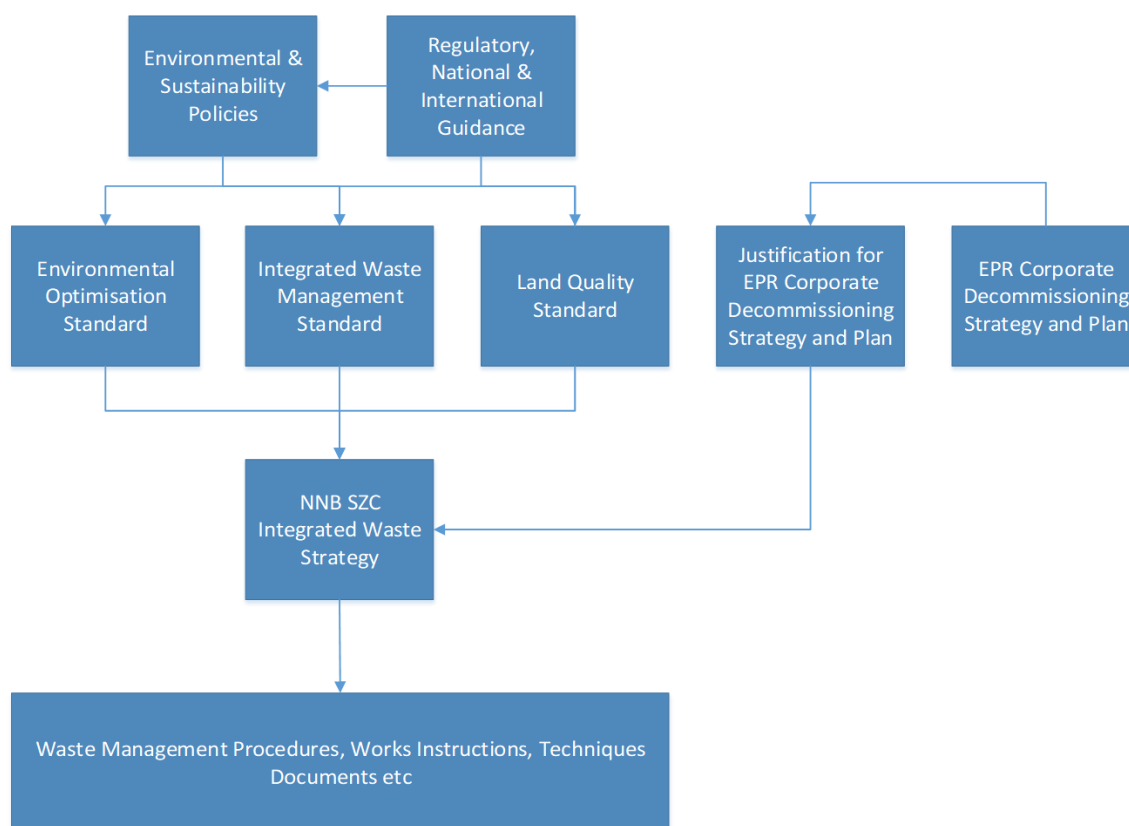 Environmental &
Sustainability
Policies
Regulatory,
National &
International
Guidance
Environmental
Optimisation
Standard
Integrated Waste
Management
Standard
Land Quality
Standard
Justification for
EPR Corporate
Decommissioning
Strategy and Plan
EPR Corporate
Decommissioning
Strategy and Plan
NNB SZC
Integrated Waste
Strategy
Waste Management Procedures, Works Instructions, Techniques
Documents etc